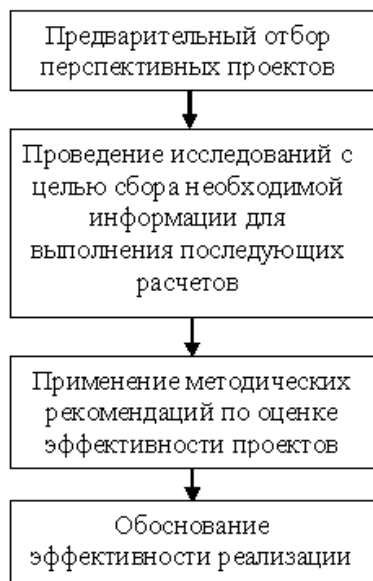 Предварительный отбор
перспективных проектов
Проведение исследований с
целью сбора необходимой
информации для
выполнения последующих
расчетов
Применение методических
рекомендаций по оценке
эффективности проектов
Обоснование
эффективности реализации